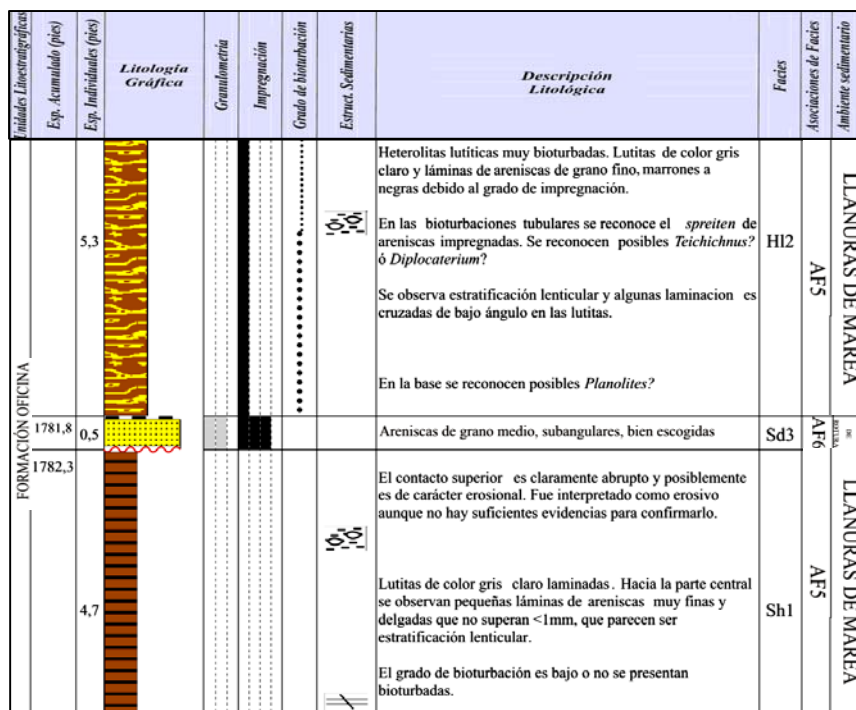 Unidades Litoestratigráficas
Esp. Acumulado (pies)
Esp. Individuales (pies)
Litología
Gráfica
Granulometría
Impregnación
Grado de bioturbación
Estruct. Sedimentarias
Descripción
Litológica
Facies
Asociaciones de Facies
Ambiente sedimentario
FORMACIÓN OFICINA
5,3
Heterolitas lutíticas muy bioturbadas. Lutitas de color gris
claro y láminas de areniscas de grano fino, marrones a
negras debido al grado de impregnación.
En las bioturbaciones tubulares se reconoce el spreiten de
areniscas impregnadas. Se reconocen posibles Teichichnus?
ó Diplocaterium?
Se observa estratificación lenticular y algunas laminacion es
cruzadas de bajo ángulo en las lutitas.
En la base se reconocen posibles Planolites?
Hl2
AF5
LLANURAS DE MAREA
1781,8
0,5
Areniscas de grano medio, subangulares, bien escogidas
Sd3
AF6
DE
ROTURA
1782,3
4,7
El contacto superior es claramente abrupto y posiblemente
es de carácter erosional. Fue interpretado como erosivo
aunque no hay suficientes evidencias para confirmarlo.
Lutitas de color gris claro laminadas. Hacia la parte central
se observan pequeñas láminas de areniscas muy finas y
delgadas que no superan <1mm, que parecen ser
estratificación lenticular.
El grado de bioturbación es bajo o no se presentan
bioturbadas.
Sh1
AF5
LLANURAS DE MAREA